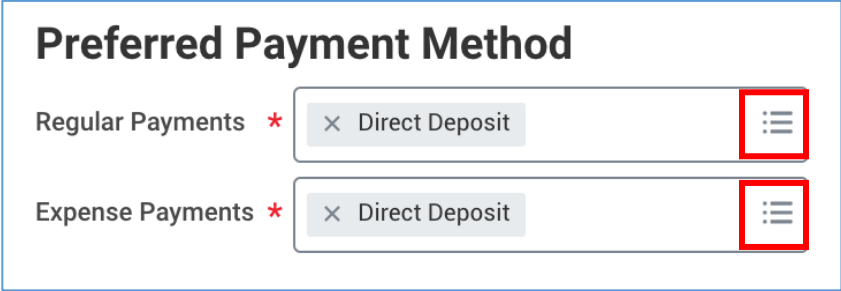 Preferred Payment Method
Regular Payments * × Direct Deposit
Expense Payments * × Direct Deposit